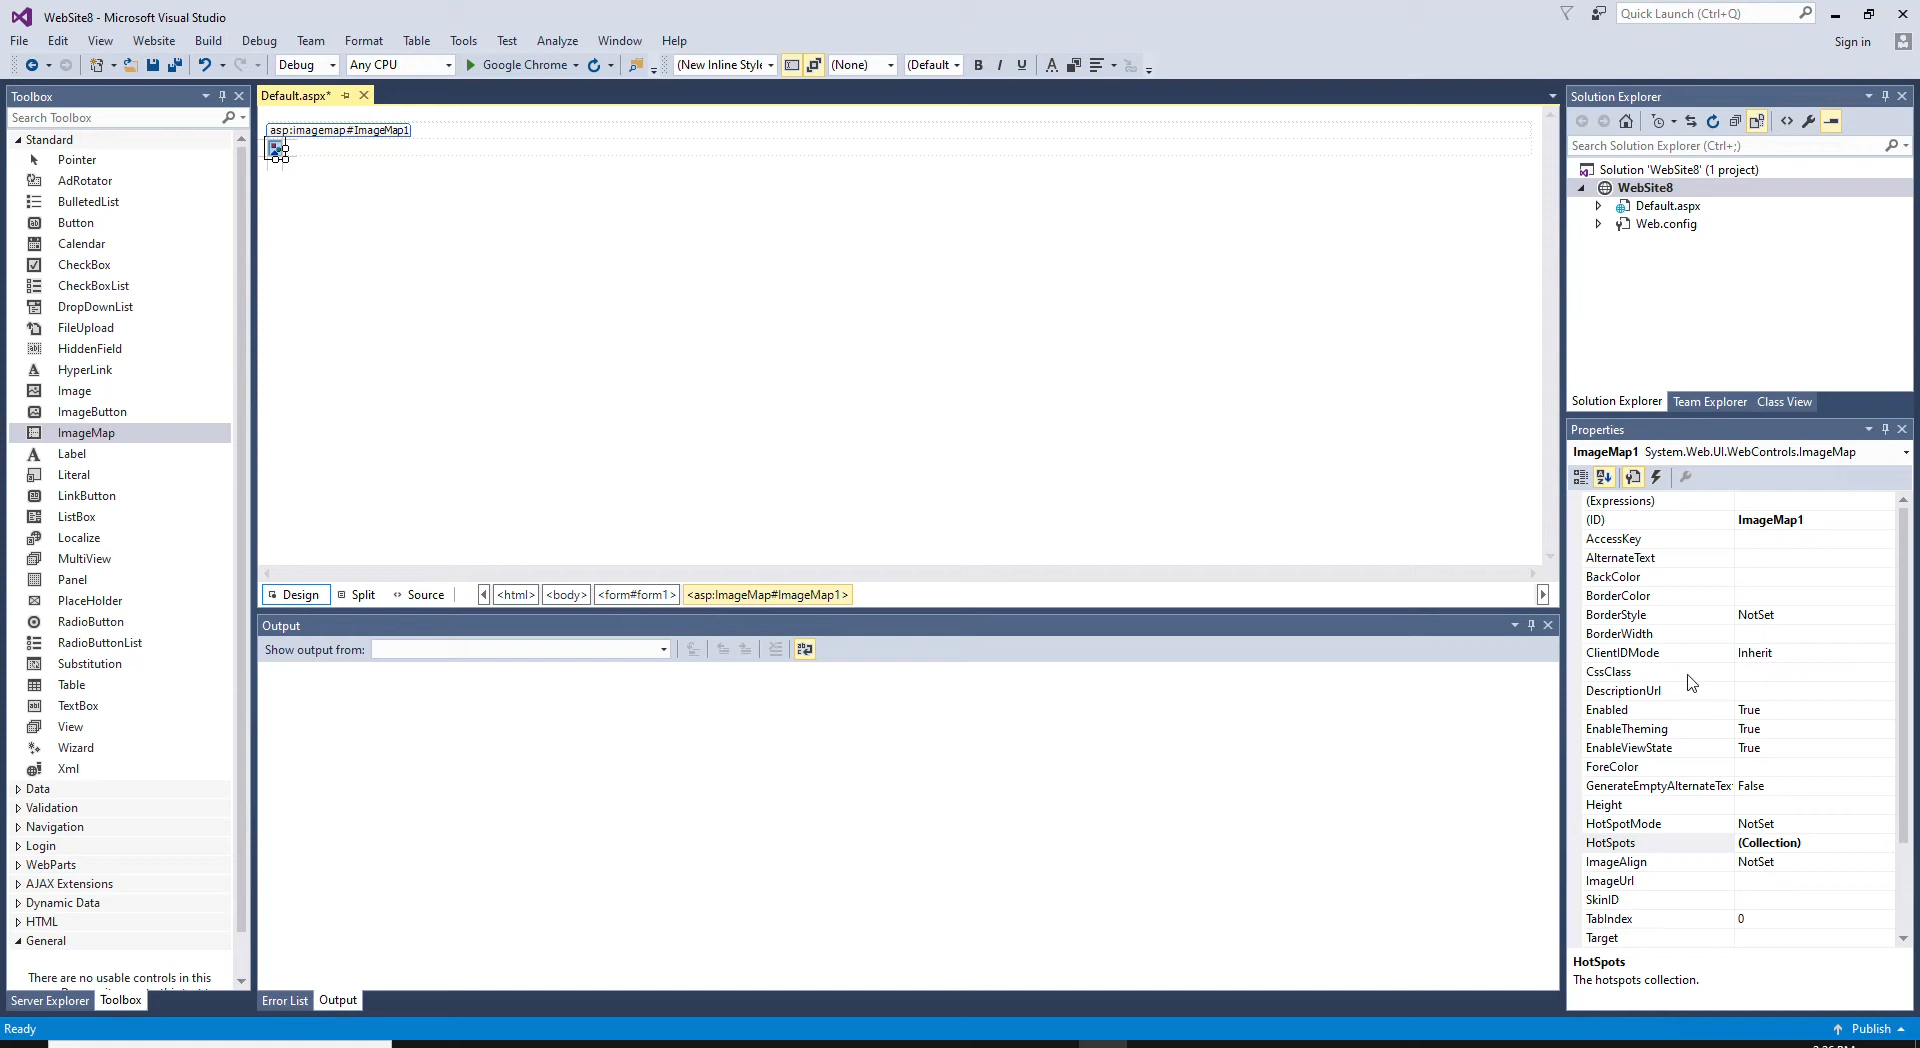 WebSite8 - Microsoft Visual Studio
Quick Launch (Ctrl+Q)
File Edit View Website Build Debug Team Format Table Tools Test Analyze Window Help
Sign in
Debug Any CPU Google Chrome (New Inline Style (None) (Default B I U A
Toolbox
Search Toolbox
Standard
Pointer
AdRotator
BulletedList
Button
Calendar
CheckBox
CheckBoxList
DropDownList
FileUpload
HiddenField
HyperLink
Image
ImageButton
ImageMap
Label
Literal
LinkButton
ListBox
Localize
MultiView
Panel
PlaceHolder
RadioButton
RadioButtonList
Substitution
Table
TextBox
View
Wizard
Xml
Data
Validation
Navigation
Login
WebParts
AJAX Extensions
Dynamic Data
HTML
General
There are no usable controls in this
Server Explorer Toolbox
Default.aspx*
asp:imagemap#ImageMap1
Design Split Source <html> <body> <form#form1> <asp:ImageMap#ImageMap1>
Output
Show output from:
Error List Output
Solution Explorer
Search Solution Explorer (Ctrl+;)
Solution 'WebSite8' (1 project)
WebSite8
Default.aspx
Web.config
Solution Explorer Team Explorer Class View
Properties
ImageMap1 System.Web.UI.WebControls.ImageMap
(Expressions)
(ID) ImageMap1
AccessKey
AlternateText
BackColor
BorderColor
BorderStyle NotSet
BorderWidth
ClientIDMode Inherit
CssClass
DescriptionUrl
Enabled True
EnableTheming True
EnableViewState True
ForeColor
GenerateEmptyAlternateTex False
Height
HotSpotMode NotSet
HotSpots (Collection)
ImageAlign NotSet
ImageUrl
SkinID
TabIndex 0
Target
HotSpots
The hotspots collection.
Ready
Publish